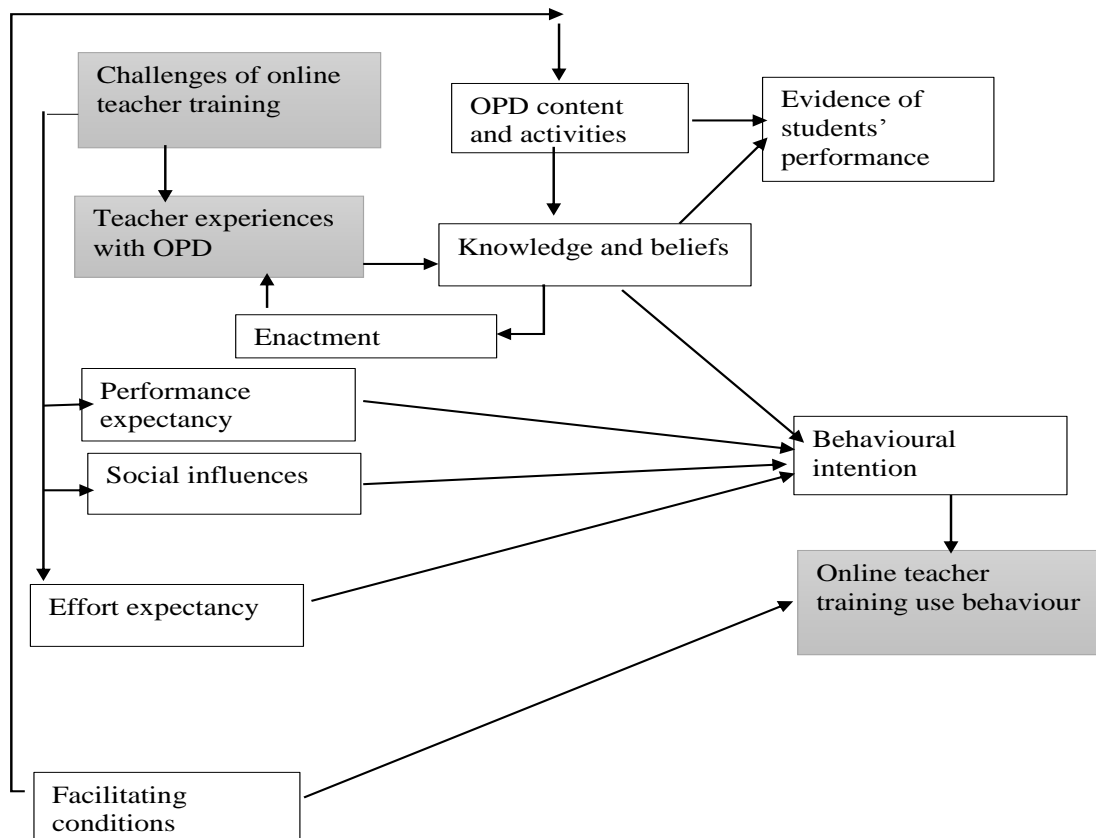 Challenges of online
teacher training
OPD content
and activities
Evidence of
students’
performance
Teacher experiences
with OPD
Knowledge and beliefs
Enactment
Performance
expectancy
Behavioural
intention
Social influences
Online teacher
training use behaviour
Effort expectancy
Facilitating
conditions